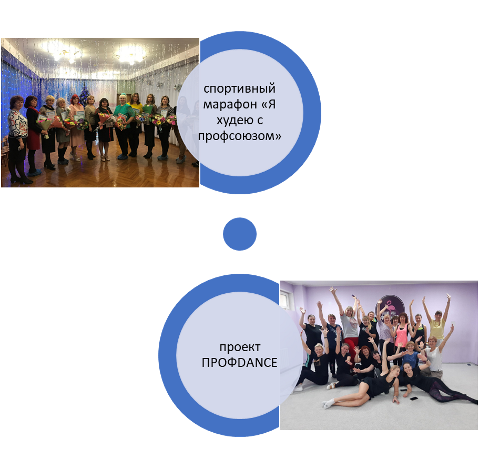 спортивный
марафон «Я
худею с
профсоюзом»
проект
ПРОФDANCE